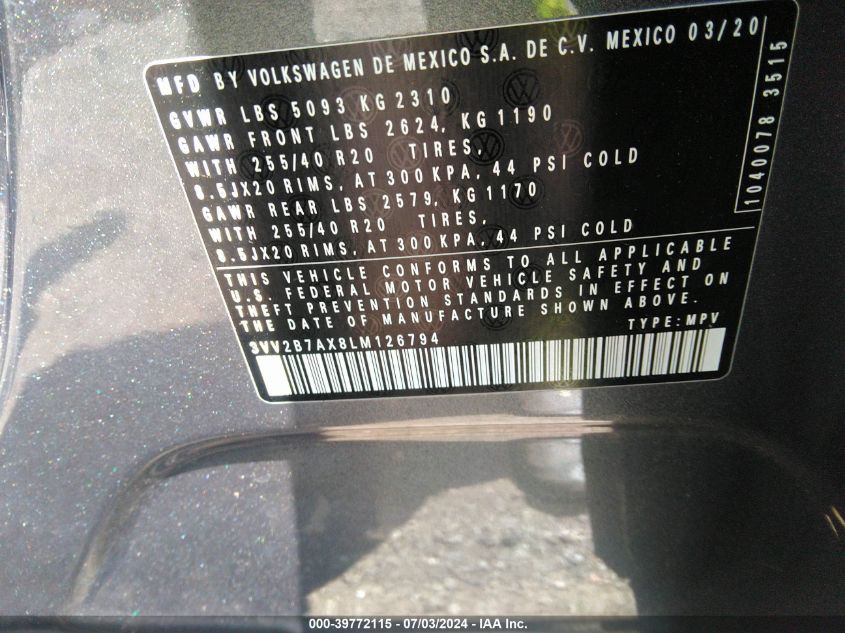 MFD BY VOLKSWAGEN DE MEXICO S.A. DE C.V. MEXICO 03/20
GVWR LBS 5093 KG 2310
GAWR FRONT LBS 2624, KG 1190
WITH 255/40 R20 TIRES,
8.5JX20 RIMS, AT 300 KPA, 44 PSI COLD
GAWR REAR LBS 2579, KG 1170
WITH 255/40 R20 TIRES,
8.5JX20 RIMS, AT 300 KPA, 44 PSI COLD
THIS VEHICLE CONFORMS TO ALL APPLICABLE
U.S. FEDERAL MOTOR VEHICLE SAFETY AND
THEFT PREVENTION STANDARDS IN EFFECT ON
THE DATE OF MANUFACTURE SHOWN ABOVE.
3VV2B7AX8LM126794 TYPE:MPV
1040078 3515
000-39772115 - 07/03/2024 - IAA Inc.